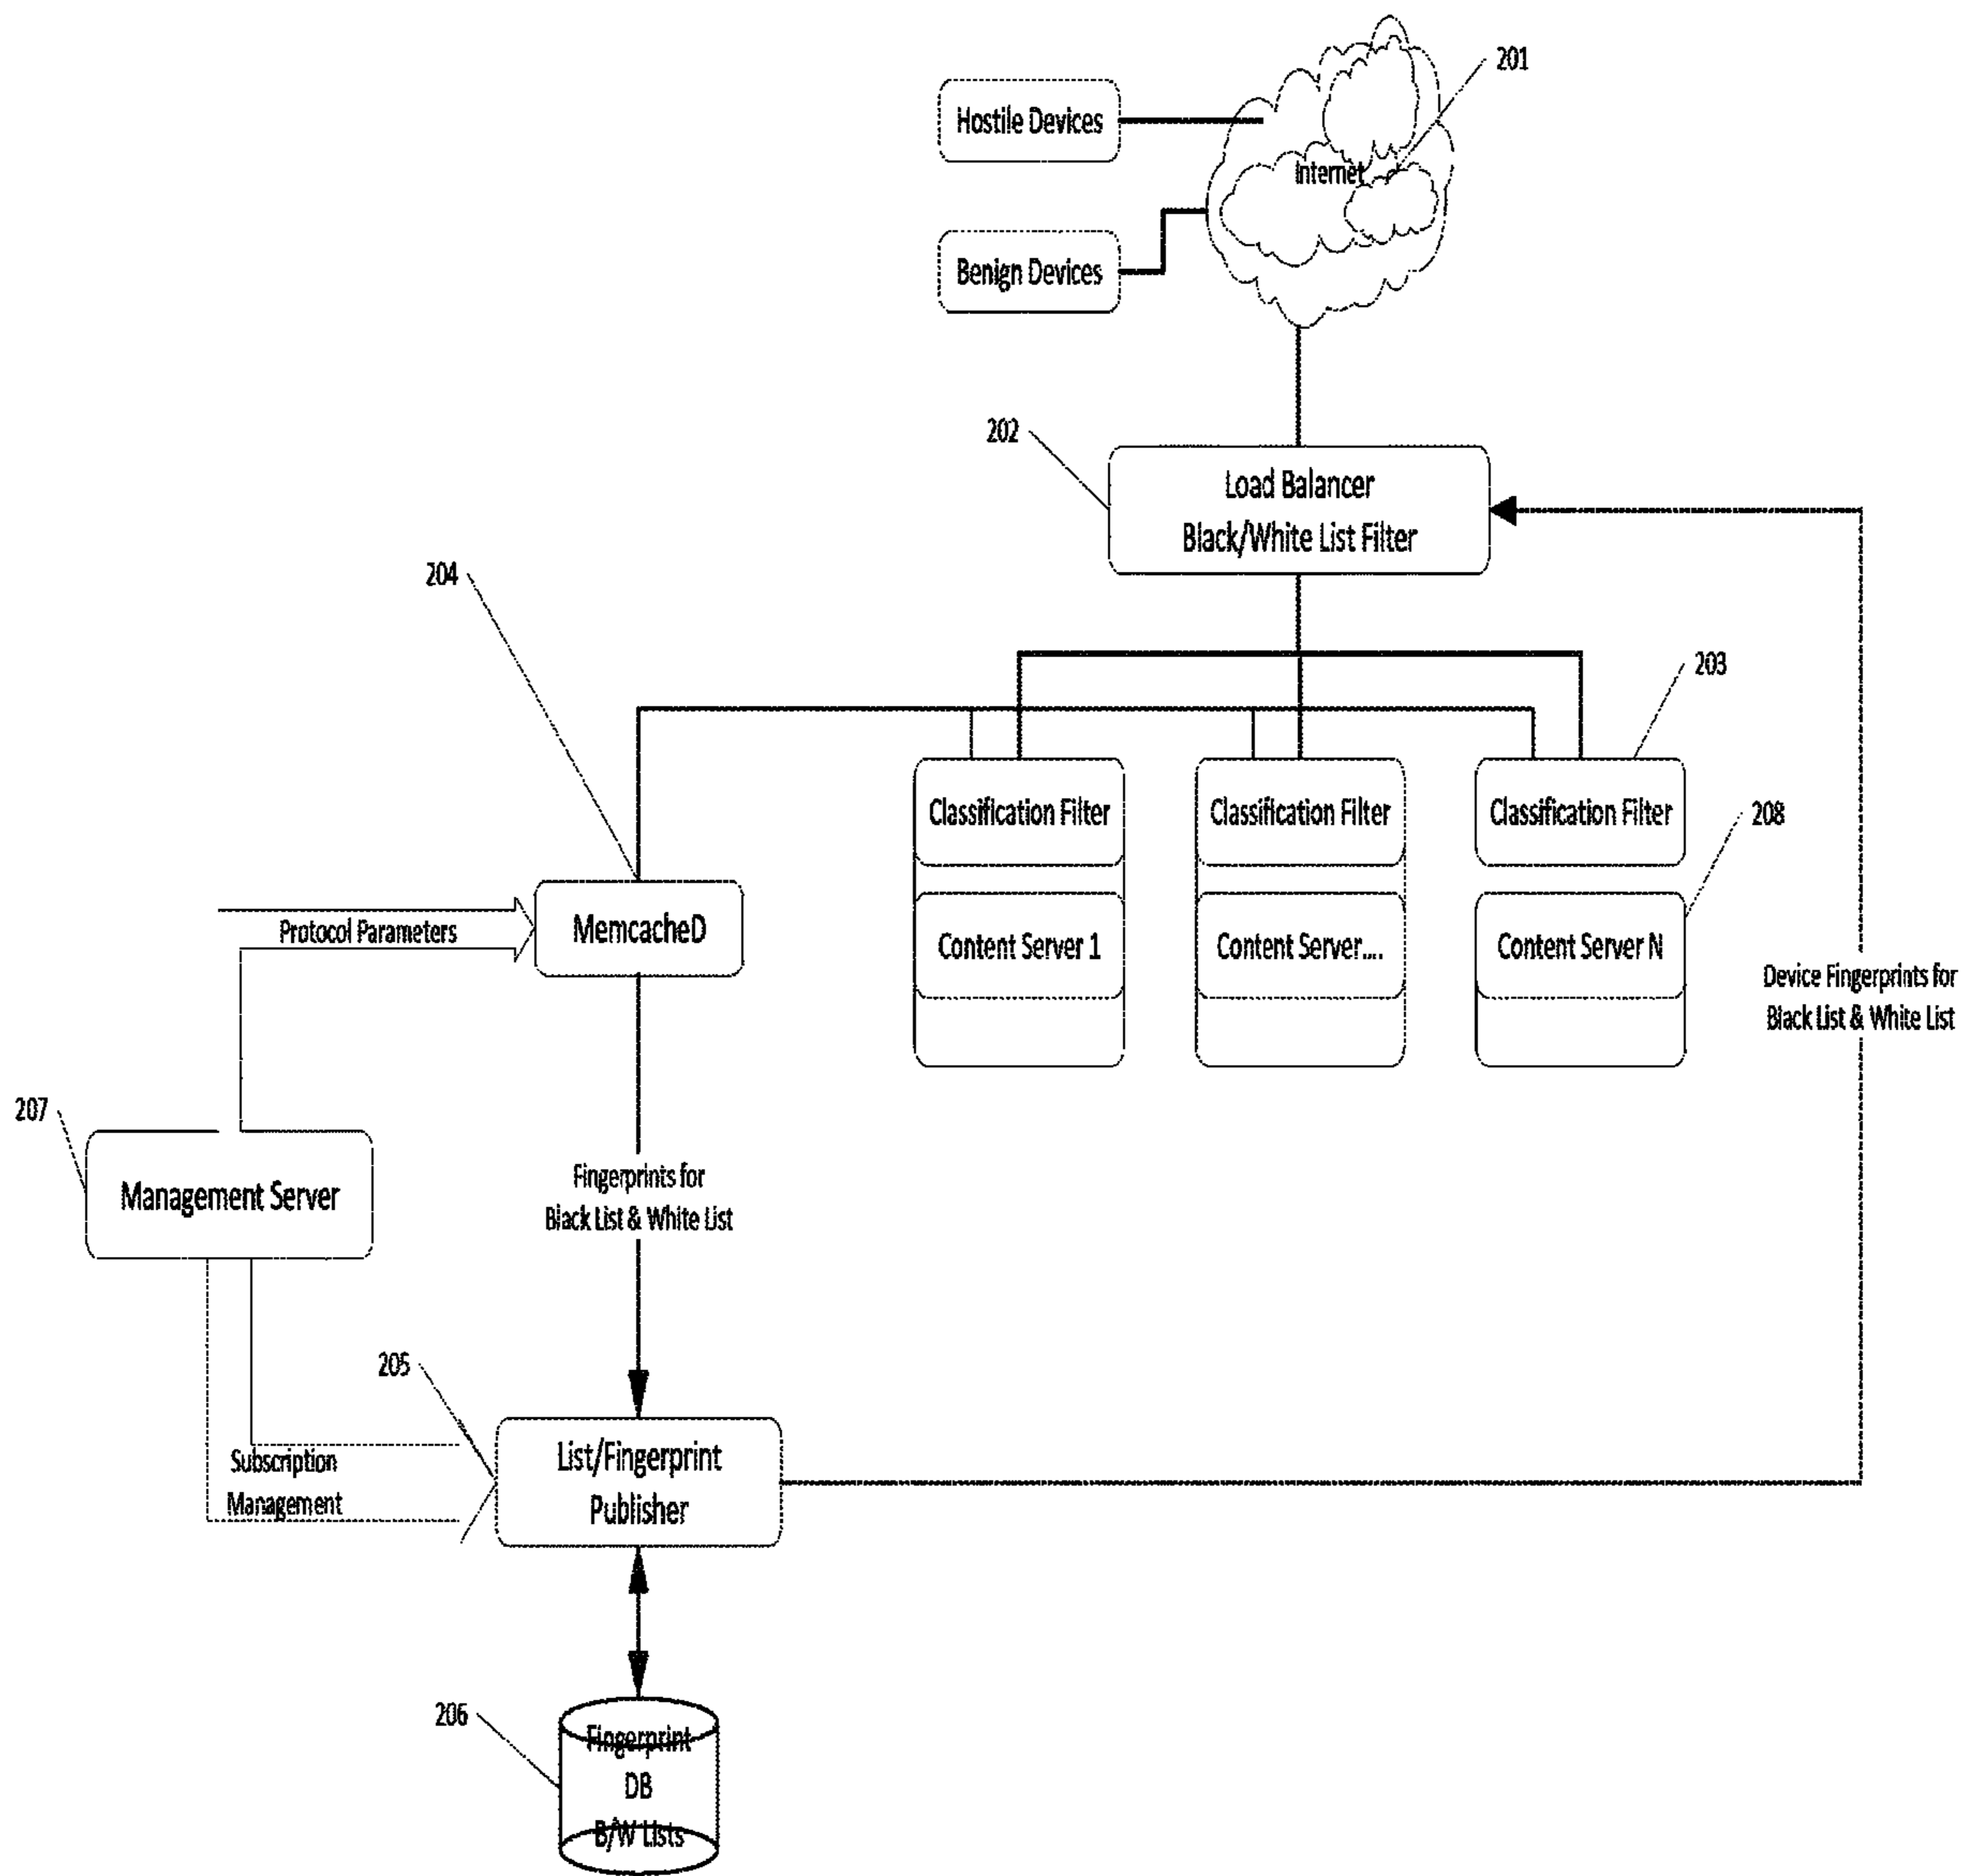 201
Hostile Devices
Internet
Benign Devices
202
Load Balancer
Black/White List Filter
204
203
Classification Filter
Classification Filter
Classification Filter
208
MemcacheD
Protocol Parameters
Content Server 1
Content Server....
Content Server N
Device Fingerprints for
Black List & White List
207
Management Server
Fingerprints for
Black List & White List
205
List/Fingerprint
Publisher
Subscription
Management
206
Fingerprint
DB
B/W Lists